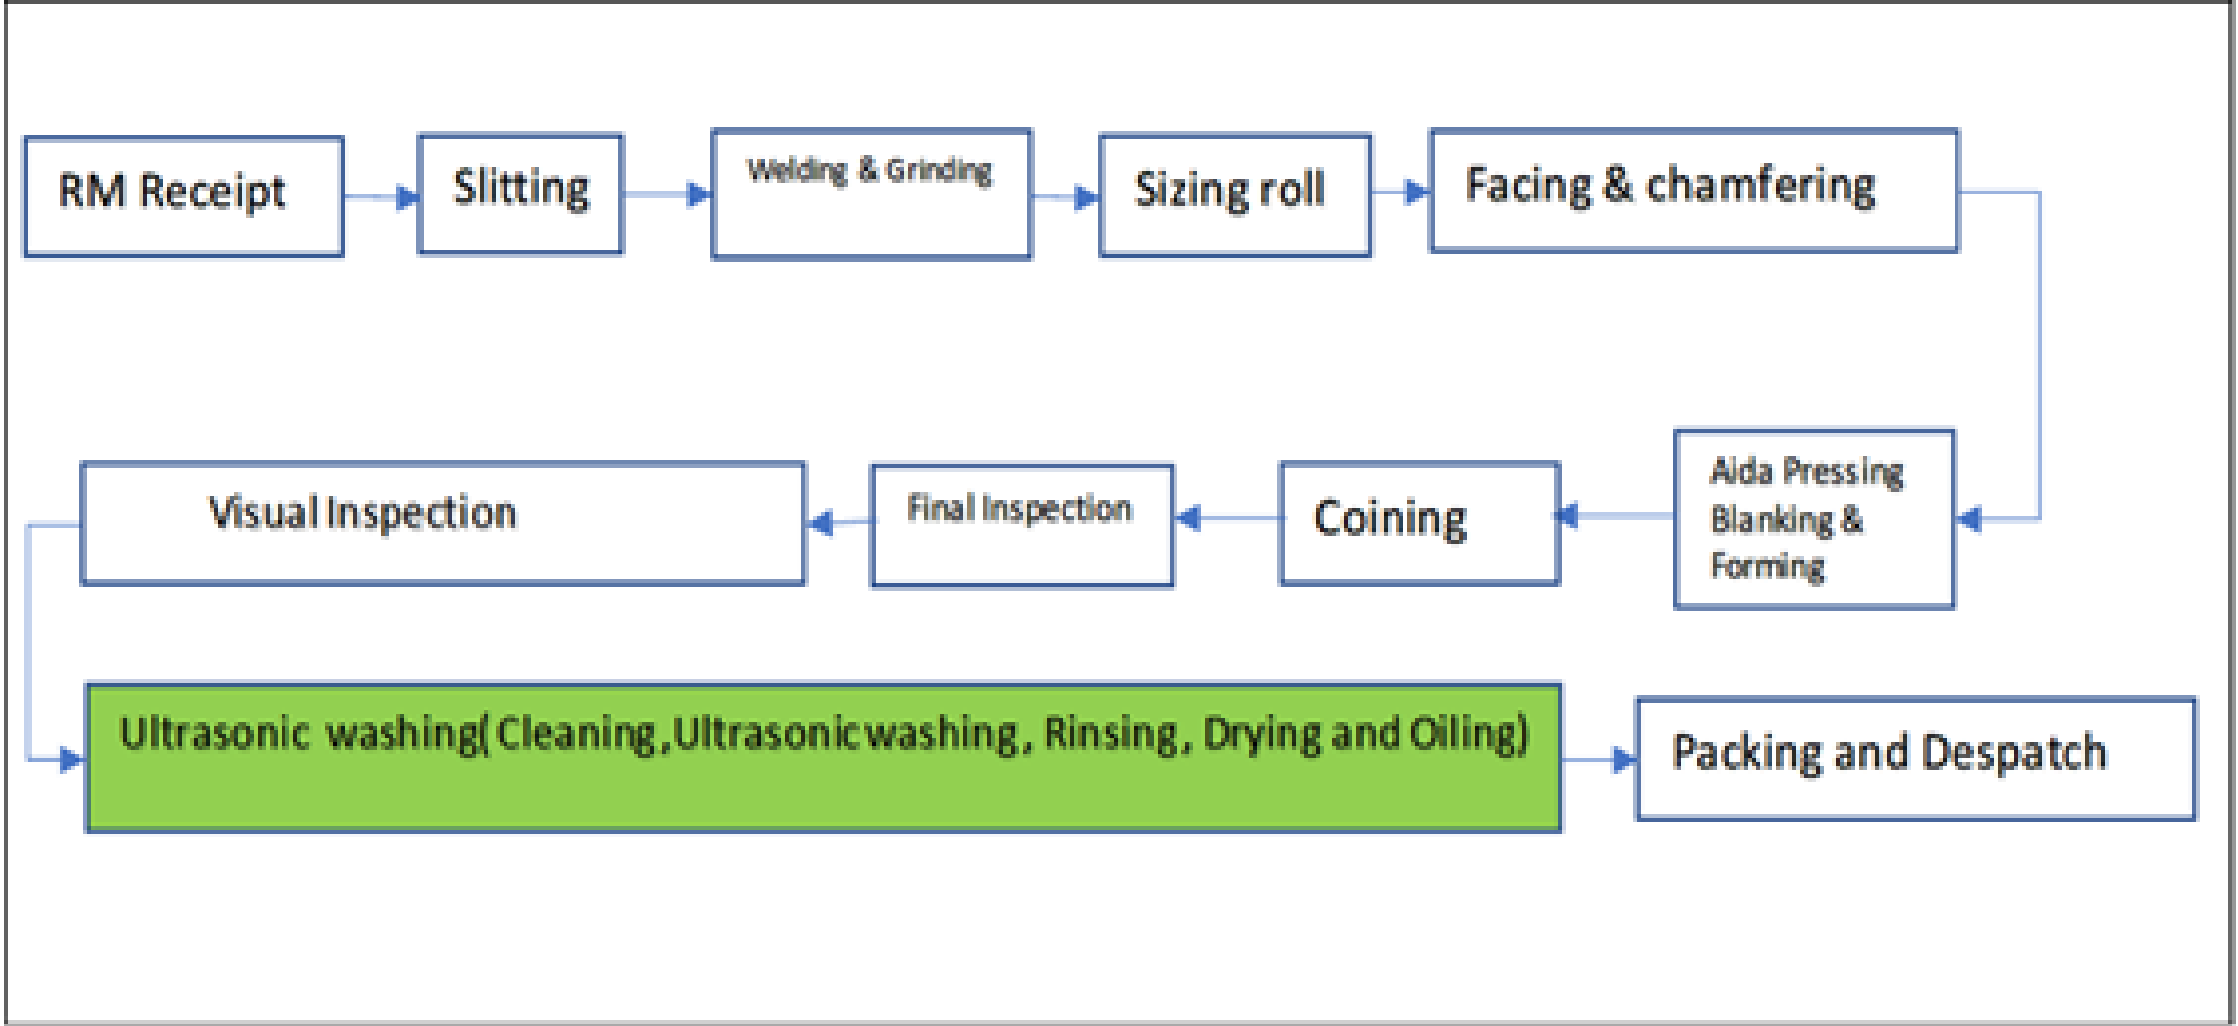 RM Receipt
Slitting
Welding & Grinding
Sizing roll
Facing & chamfering
Aida Pressing
Blanking &
Forming
Coining
Final Inspection
Visual Inspection
Ultrasonic washing(Cleaning,Ultrasonicwashing, Rinsing, Drying and Oiling)
Packing and Despatch